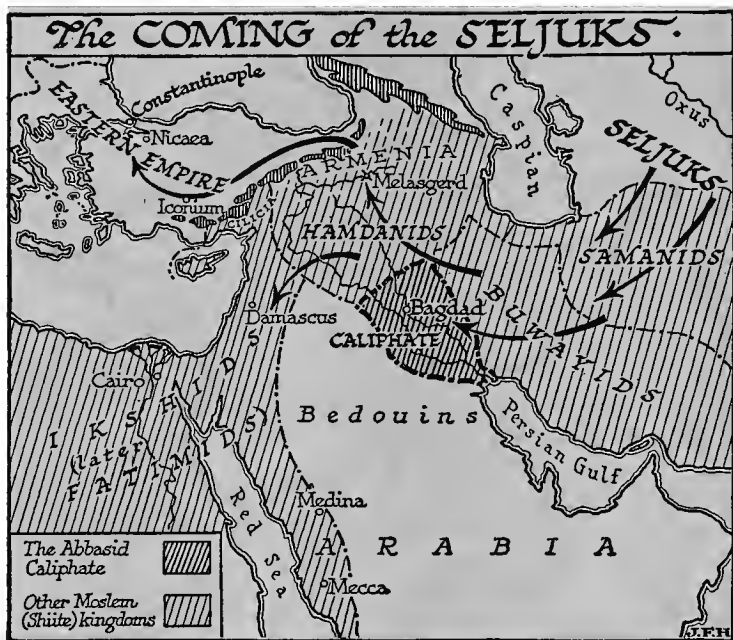 The COMING of the SELJUKS.
Constantinople
Nicaea
EASTERN EMPIRE
Iconium
CILICIA
ARMENIA
Melasgerd
Caspian
Oxus
SELJUKS
SAMANIDS
HAMDANIDS
BUWAYIDS
Bagdad
CALIPHATE
Damascus
Cairo
IKSHIDS
(later
FATIMIDS)
Bedouins
Persian Gulf
Red Sea
Medina
Mecca
ARABIA
The Abbasid
Caliphate
Other Moslem
(Shiite) kingdoms
J.F.H